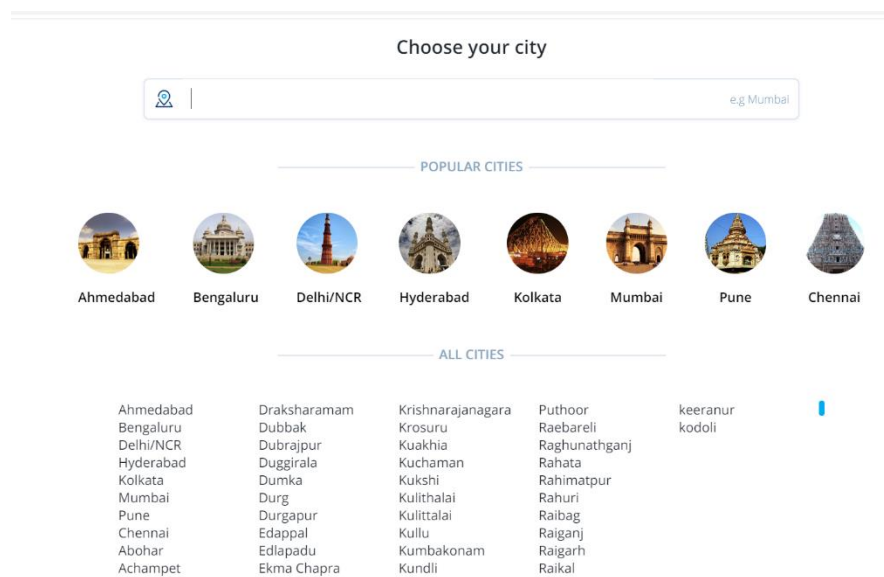 Choose your city
e.g Mumbai
POPULAR CITIES
Ahmedabad
Bengaluru
Delhi/NCR
Hyderabad
Kolkata
Mumbai
Pune
Chennai
ALL CITIES
Ahmedabad
Bengaluru
Delhi/NCR
Hyderabad
Kolkata
Mumbai
Pune
Chennai
Abohar
Achampet
Draksharamam
Dubbak
Dubrajpur
Duggirala
Dumka
Durg
Durgapur
Edappal
Edlapadu
Ekma Chapra
Krishnarajanagara
Krosuru
Kuakhia
Kuchaman
Kukshi
Kulithalai
Kulittalai
Kullu
Kumbakonam
Kundli
Puthoor
Raebareli
Raghunathganj
Rahata
Rahimatpur
Rahuri
Raibag
Raiganj
Raigarh
Raikal
keeranur
kodoli